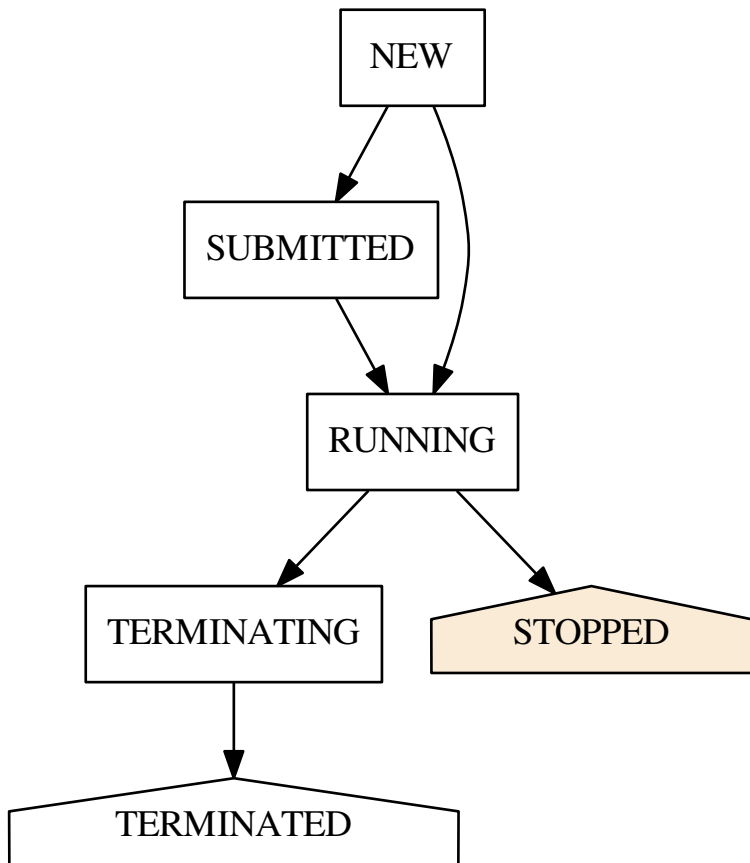 NEW
SUBMITTED
RUNNING
TERMINATING
STOPPED
TERMINATED